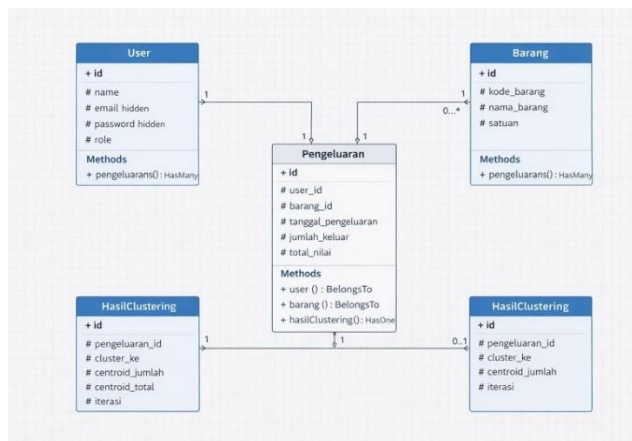 User
+ id
# name
# email hidden
# password hidden
# role
Methods
+ pengeluarans() : HasMany
Barang
+ id
# kode_barang
# nama_barang
# satuan
Methods
+ pengeluarans() : HasMany
1
1
0...*
1
1
Pengeluaran
+ id
# user_id
# barang_id
# tanggal_pengeluaran
# jumlah_keluar
# total_nilai
Methods
+ user () : BelongsTo
+ barang () : BelongsTo
+ hasilClustering() : HasOne
HasilClustering
+ id
# pengeluaran_id
# cluster_ke
# centroid_jumlah
# centroid_total
# iterasi
1
1
0..1
HasilClustering
+ id
# pengeluaran_id
# cluster_ke
# centroid_jumlah
# iterasi